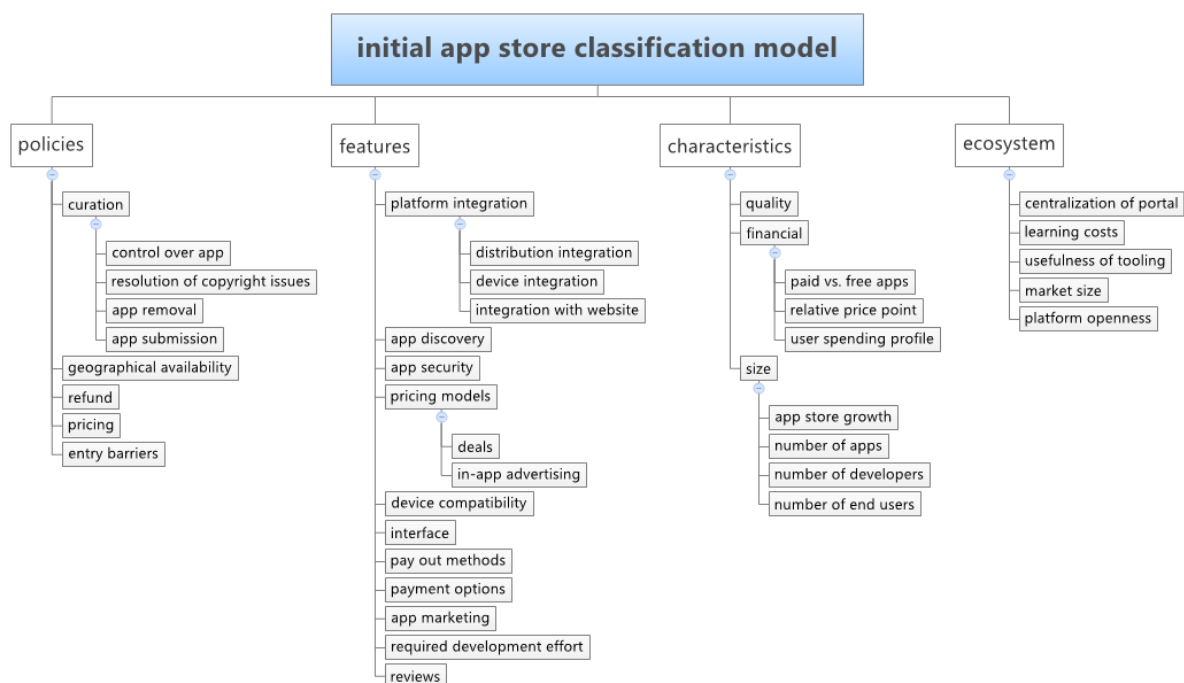 initial app store classification model
policies
curation
control over app
resolution of copyright issues
app removal
app submission
geographical availability
refund
pricing
entry barriers
features
platform integration
distribution integration
device integration
integration with website
app discovery
app security
pricing models
deals
in-app advertising
device compatibility
interface
pay out methods
payment options
app marketing
required development effort
reviews
characteristics
quality
financial
paid vs. free apps
relative price point
user spending profile
size
app store growth
number of apps
number of developers
number of end users
ecosystem
centralization of portal
learning costs
usefulness of tooling
market size
platform openness